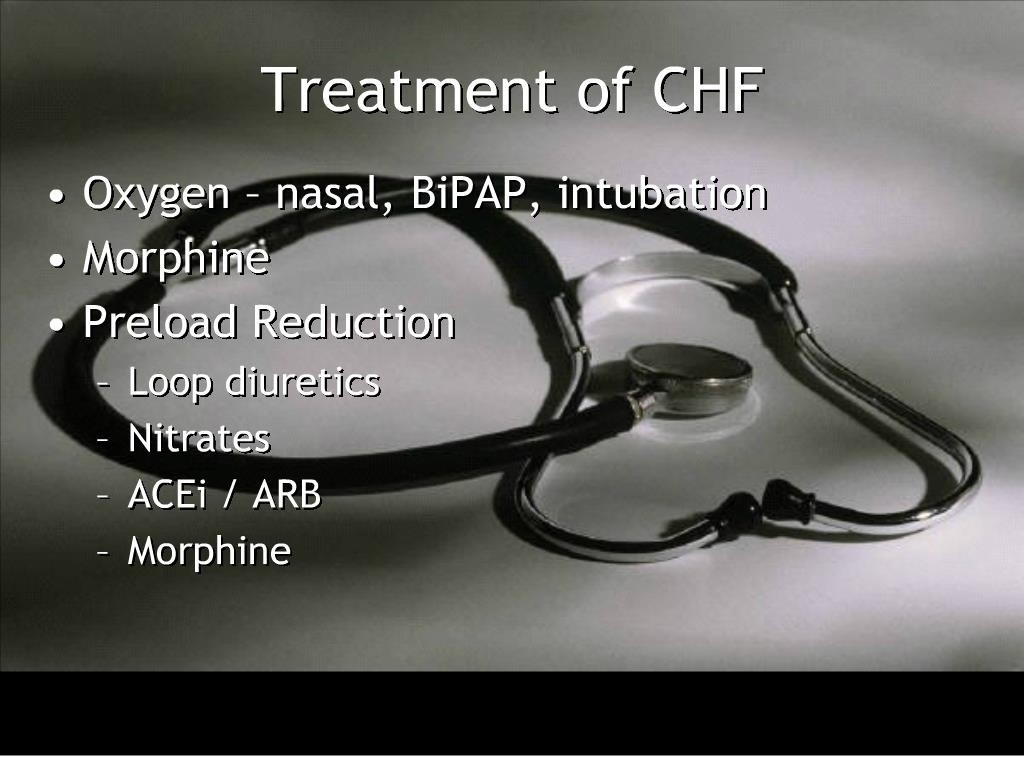 Treatment of CHF
• Oxygen – nasal, BiPAP, intubation
• Morphine
• Preload Reduction
– Loop diuretics
– Nitrates
– ACEi / ARB
– Morphine